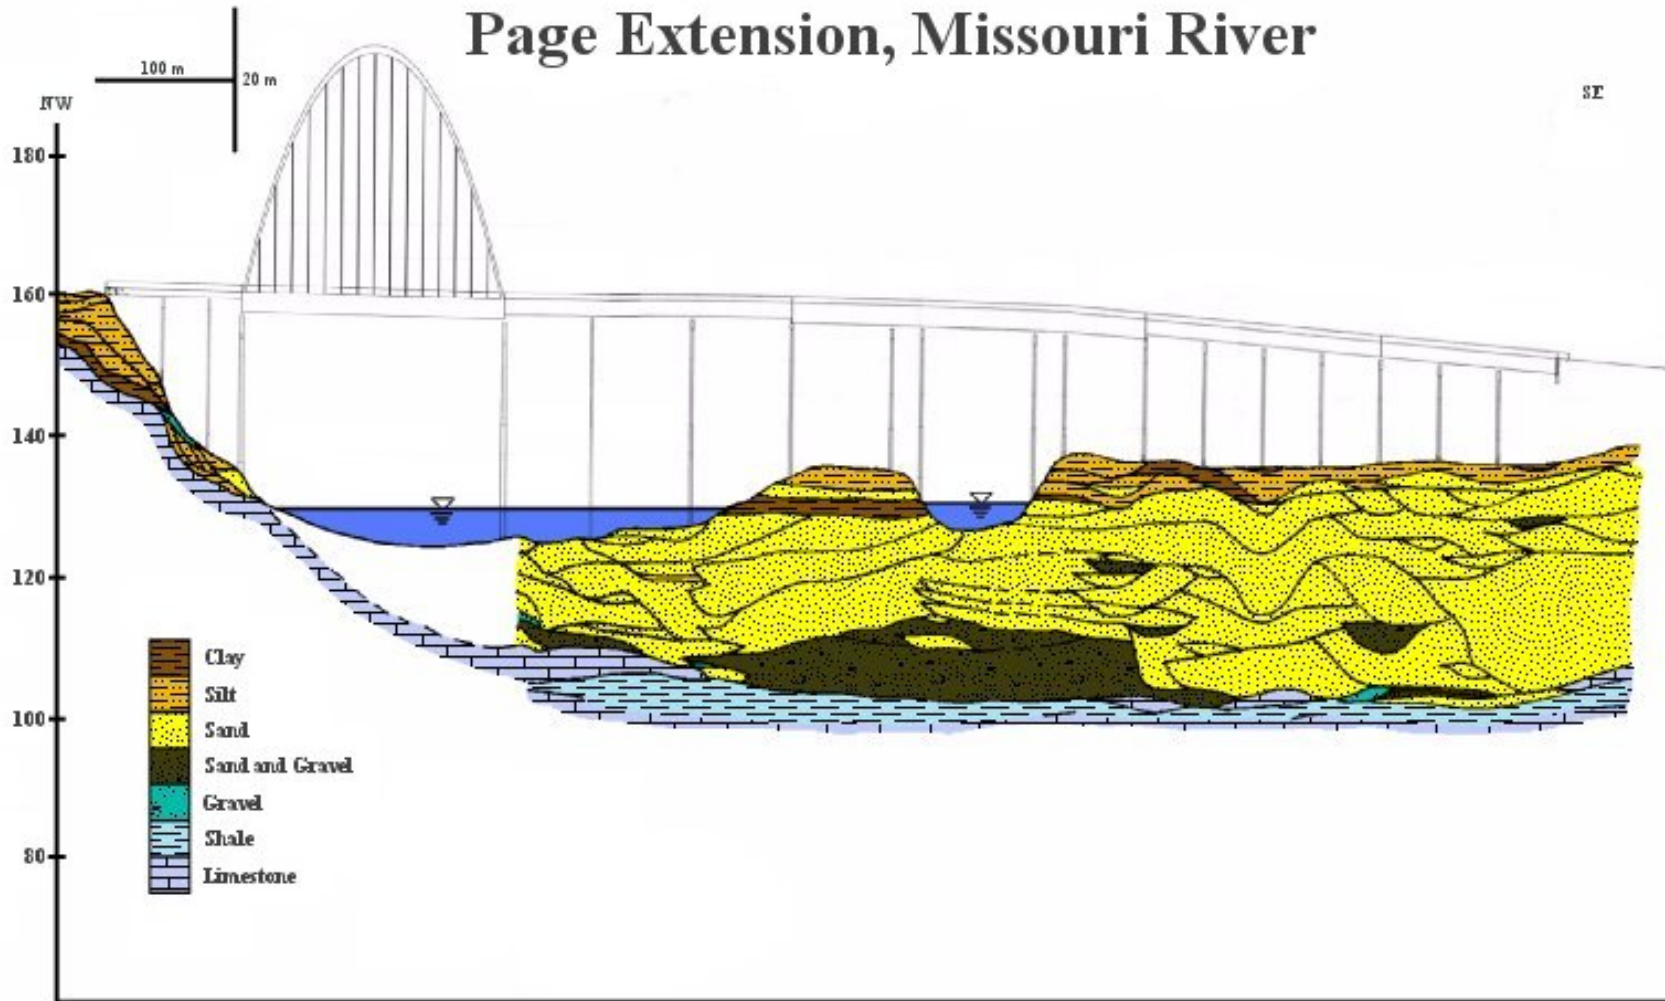 Page Extension, Missouri River
100 m
20 m
NW
SE
180
160
140
120
100
80
Clay
Silt
Sand
Sand and Gravel
Gravel
Shale
Limestone